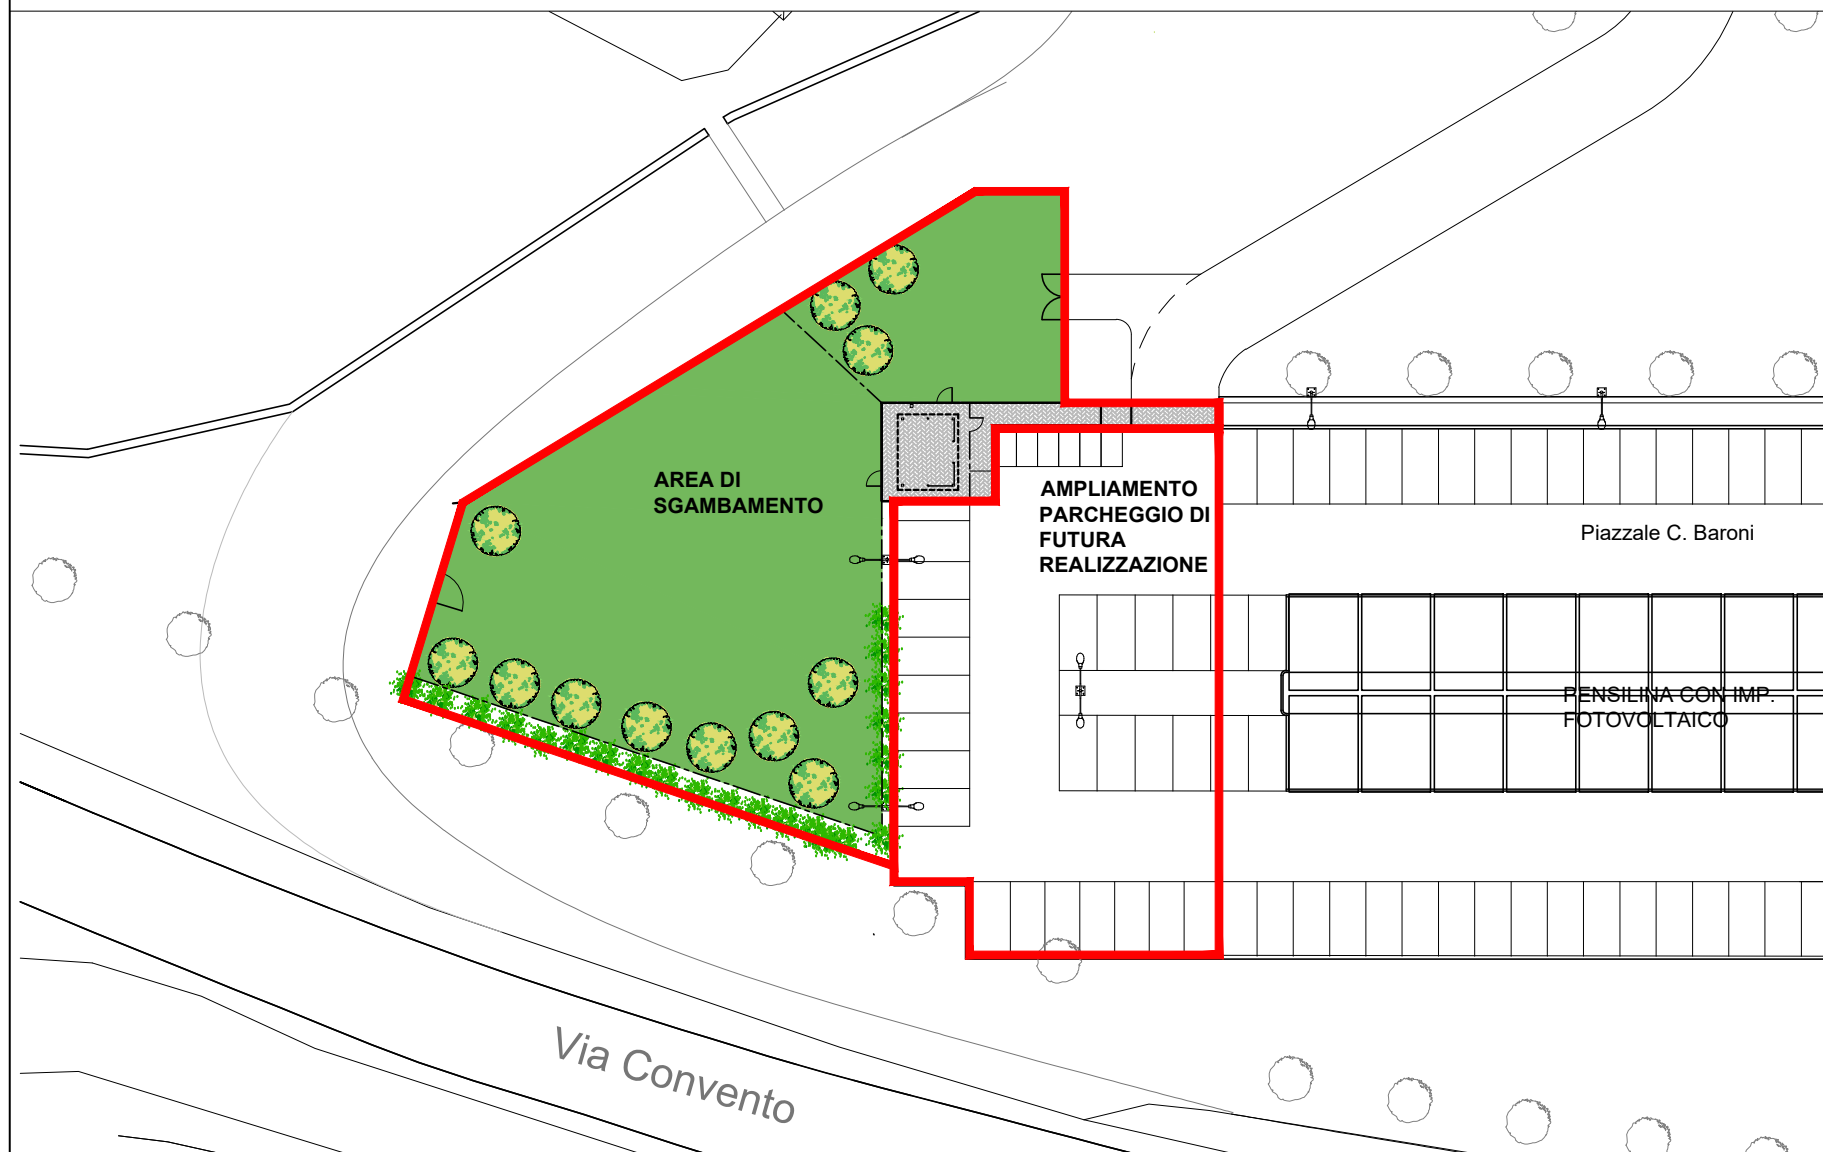 AREA DI
SGAMBAMENTO
AMPLIAMENTO
PARCHEGGIO DI
FUTURA
REALIZZAZIONE
Piazzale C. Baroni
PENSILINA CON IMP.
FOTOVOLTAICO
Via Convento